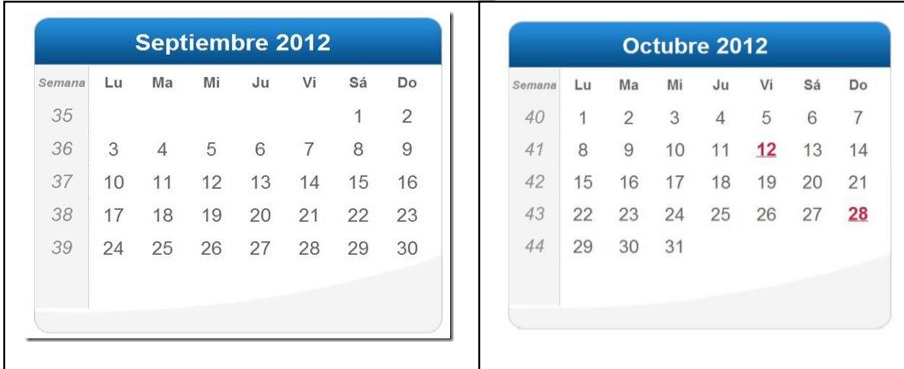 Septiembre 2012
Semana Lu Ma Mi Ju Vi Sá Do
35 1 2
36 3 4 5 6 7 8 9
37 10 11 12 13 14 15 16
38 17 18 19 20 21 22 23
39 24 25 26 27 28 29 30
Octubre 2012
Semana Lu Ma Mi Ju Vi Sá Do
40 1 2 3 4 5 6 7
41 8 9 10 11 12 13 14
42 15 16 17 18 19 20 21
43 22 23 24 25 26 27 28
44 29 30 31